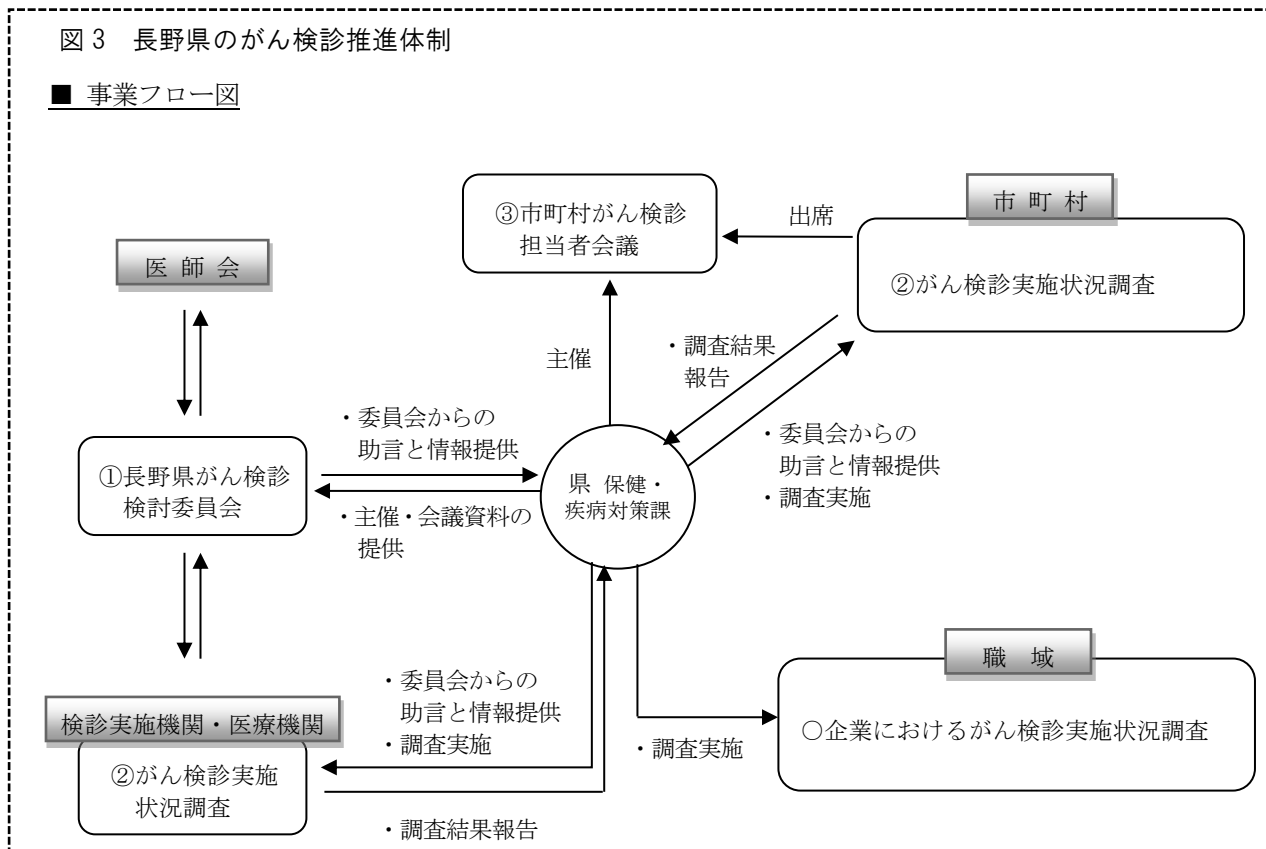 図3 長野県のがん検診推進体制
■ 事業フロー図
③市町村がん検診
担当者会議
出席
市 町 村
②がん検診実施状況調査
医 師 会
主催
・調査結果
報告
・委員会からの
助言と情報提供
・委員会からの
助言と情報提供
・調査実施
①長野県がん検診
検討委員会
県 保健・
疾病対策課
・主催・会議資料の
提供
検診実施機関・医療機関
②がん検診実施
状況調査
・委員会からの
助言と情報提供
・調査実施
・調査結果報告
・調査実施
職 域
○企業におけるがん検診実施状況調査